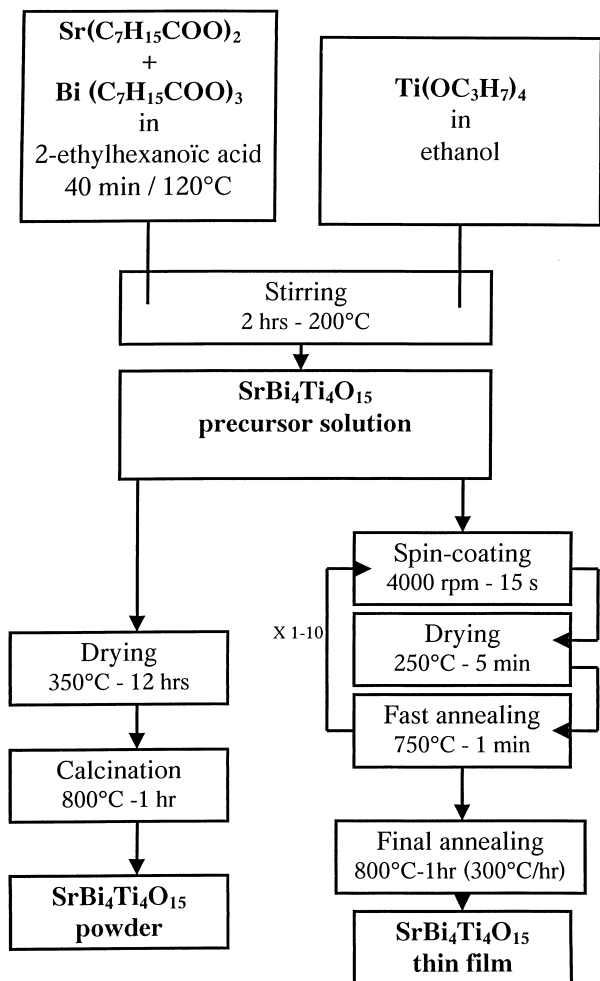 Sr(C₇H₁₅COO)₂
+
Bi (C₇H₁₅COO)₃
in
2-ethylhexanoïc acid
40 min / 120°C
Ti(OC₃H₇)₄
in
ethanol
Stirring
2 hrs - 200°C
SrBi₄Ti₄O₁₅
precursor solution
Drying
350°C - 12 hrs
Calcination
800°C -1 hr
SrBi₄Ti₄O₁₅
powder
Spin-coating
4000 rpm - 15 s
X 1-10
Drying
250°C - 5 min
Fast annealing
750°C - 1 min
Final annealing
800°C-1hr (300°C/hr)
SrBi₄Ti₄O₁₅
thin film